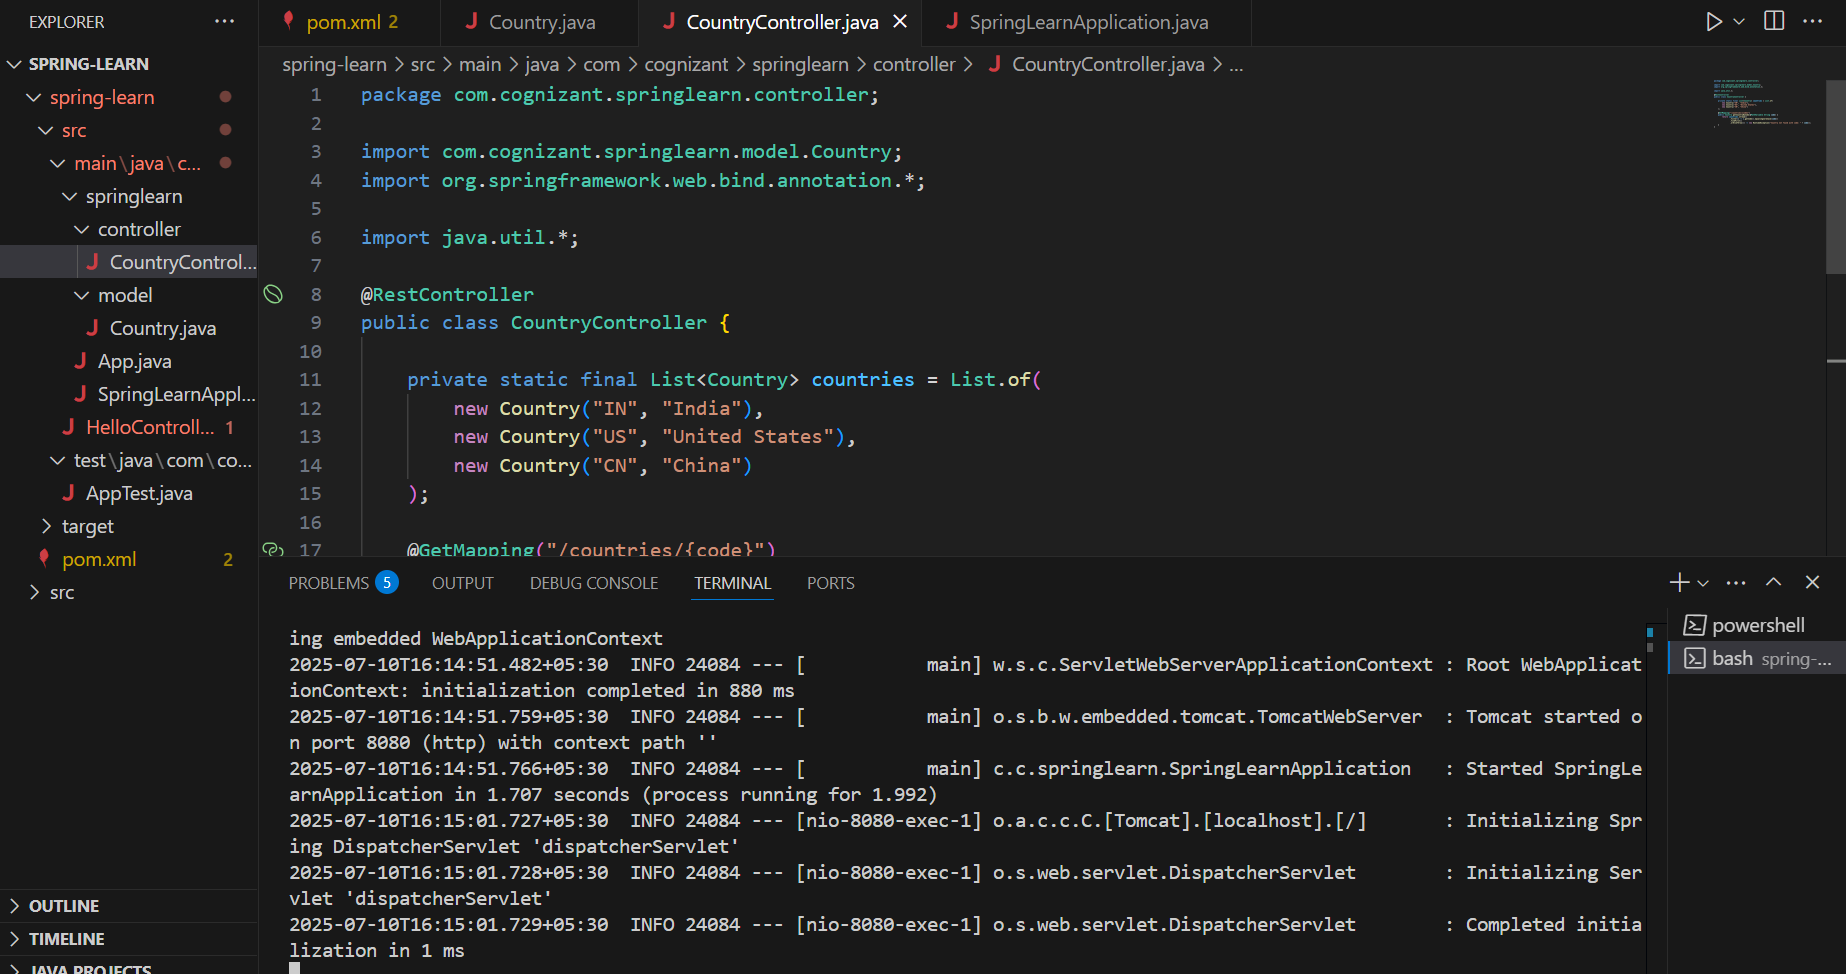 EXPLORER
SPRING-LEARN
spring-learn
src
main\java\c...
springlearn
controller
CountryControl...
model
Country.java
App.java
SpringLearnAppl...
HelloControll... 1
test\java\com\co...
AppTest.java
target
pom.xml 2
src
OUTLINE
TIMELINE
JAVA PROJECTS
pom.xml 2
Country.java
CountryController.java
SpringLearnApplication.java
spring-learn > src > main > java > com > cognizant > springlearn > controller > CountryController.java > ...
1 package com.cognizant.springlearn.controller;
2
3 import com.cognizant.springlearn.model.Country;
4 import org.springframework.web.bind.annotation.*;
5
6 import java.util.*;
7
8 @RestController
9 public class CountryController {
10
11 private static final List<Country> countries = List.of(
12 new Country("IN", "India"),
13 new Country("US", "United States"),
14 new Country("CN", "China")
15 );
16
17 @GetMapping("/countries/{code}")
PROBLEMS 5 OUTPUT DEBUG CONSOLE TERMINAL PORTS
ing embedded WebApplicationContext
2025-07-10T16:14:51.482+05:30  INFO 24084 --- [           main] w.s.c.ServletWebServerApplicationContext : Root WebApplicat
ionContext: initialization completed in 880 ms
2025-07-10T16:14:51.759+05:30  INFO 24084 --- [           main] o.s.b.w.embedded.tomcat.TomcatWebServer  : Tomcat started o
n port 8080 (http) with context path ''
2025-07-10T16:14:51.766+05:30  INFO 24084 --- [           main] c.c.springlearn.SpringLearnApplication   : Started SpringLe
arnApplication in 1.707 seconds (process running for 1.992)
2025-07-10T16:15:01.727+05:30  INFO 24084 --- [nio-8080-exec-1] o.a.c.c.C.[Tomcat].[localhost].[/]       : Initializing Spr
ing DispatcherServlet 'dispatcherServlet'
2025-07-10T16:15:01.728+05:30  INFO 24084 --- [nio-8080-exec-1] o.s.web.servlet.DispatcherServlet        : Initializing Ser
vlet 'dispatcherServlet'
2025-07-10T16:15:01.729+05:30  INFO 24084 --- [nio-8080-exec-1] o.s.web.servlet.DispatcherServlet        : Completed initia
lization in 1 ms
powershell
bash spring-...